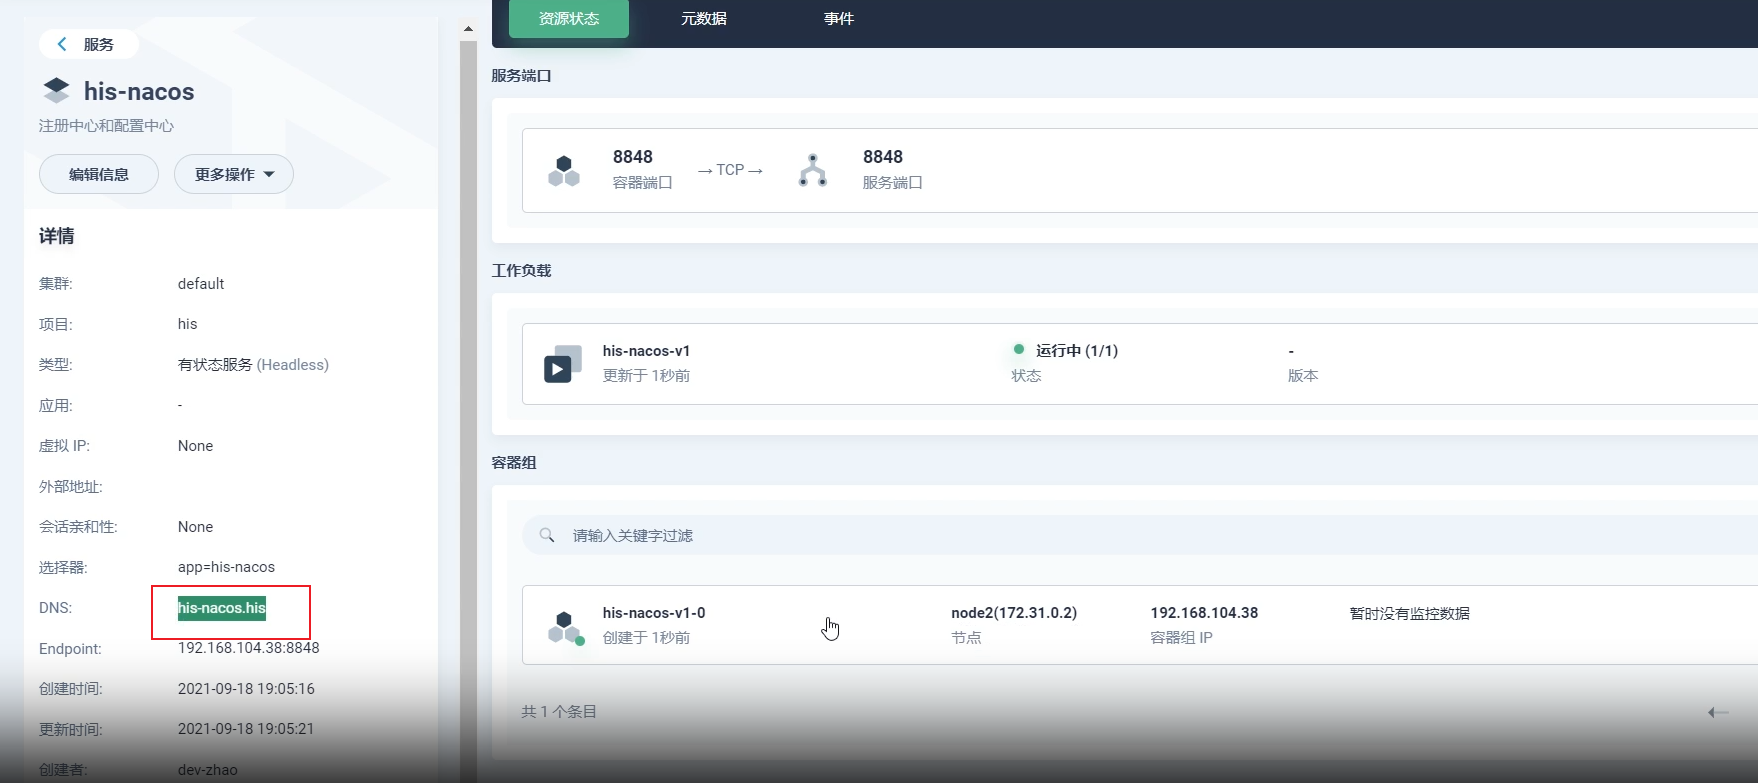 服务
his-nacos
注册中心和配置中心
编辑信息
更多操作
详情
集群: default
项目: his
类型: 有状态服务 (Headless)
应用: -
虚拟 IP: None
外部地址:
会话亲和性: None
选择器: app=his-nacos
DNS: his-nacos.his
Endpoint: 192.168.104.38:8848
创建时间: 2021-09-18 19:05:16
更新时间: 2021-09-18 19:05:21
创建者: dev-zhao
资源状态 元数据 事件
服务端口
8848 →TCP→ 8848
容器端口 服务端口
工作负载
his-nacos-v1 运行中 (1/1) -
更新于 1秒前 状态 版本
容器组
请输入关键字过滤
his-nacos-v1-0 node2(172.31.0.2) 192.168.104.38 暂时没有监控数据
创建于 1秒前 节点 容器组 IP
共 1 个条目